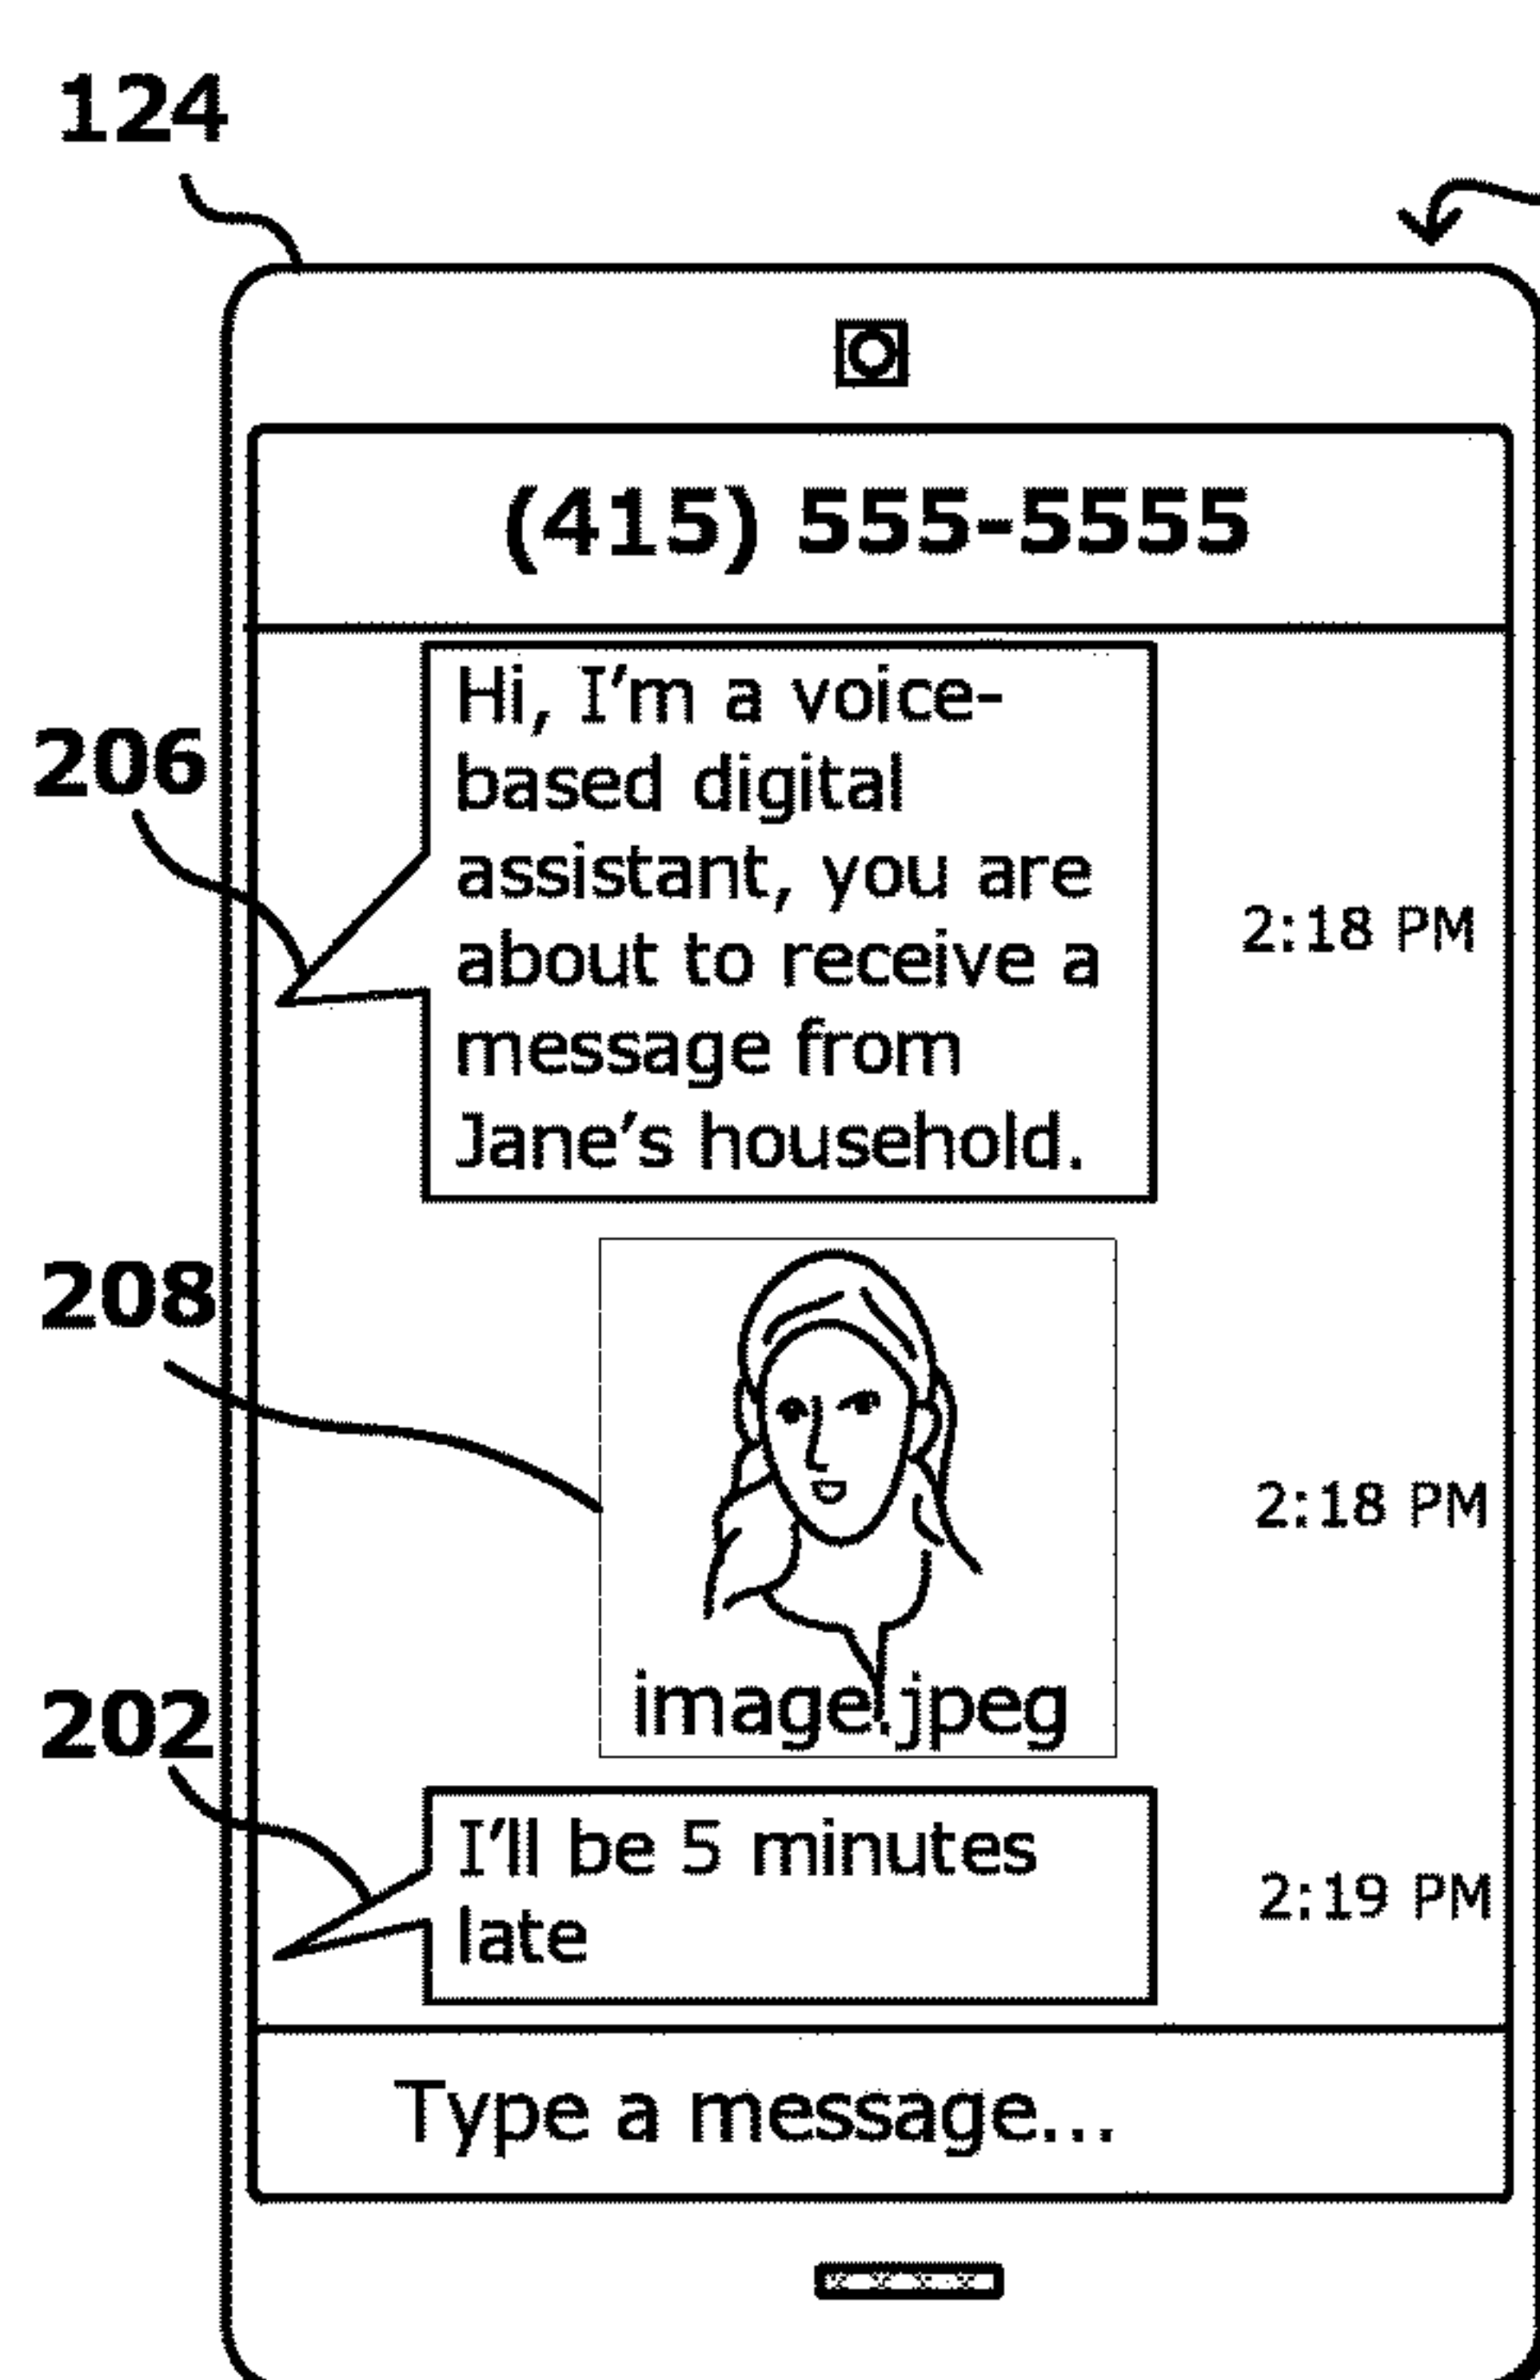 124
(415) 555-5555
Hi, I'm a voice-
based digital
assistant, you are
about to receive a
message from
Jane's household.
206
2:18 PM
208
2:18 PM
image.jpeg
202
I'll be 5 minutes
late
2:19 PM
Type a message...